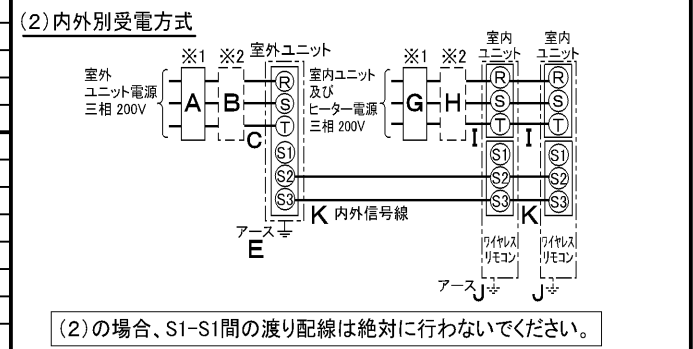 (2)内外別受電方式
※1 ※2 室外ユニット
室外
ユニット電源
三相 200V
A B C
R
S
T
S1
S2
S3
アース
E
※1 ※2
室内ユニット
及び
ヒーター電源
三相 200V
G H I I
室内
ユニット
R
S
T
S1
S2
S3
ワイヤレス
リモコン
室内
ユニット
R
S
T
S1
S2
S3
ワイヤレス
リモコン
K 内外信号線
K
アース J J
(2)の場合、S1-S1間の渡り配線は絶対に行わないでください。